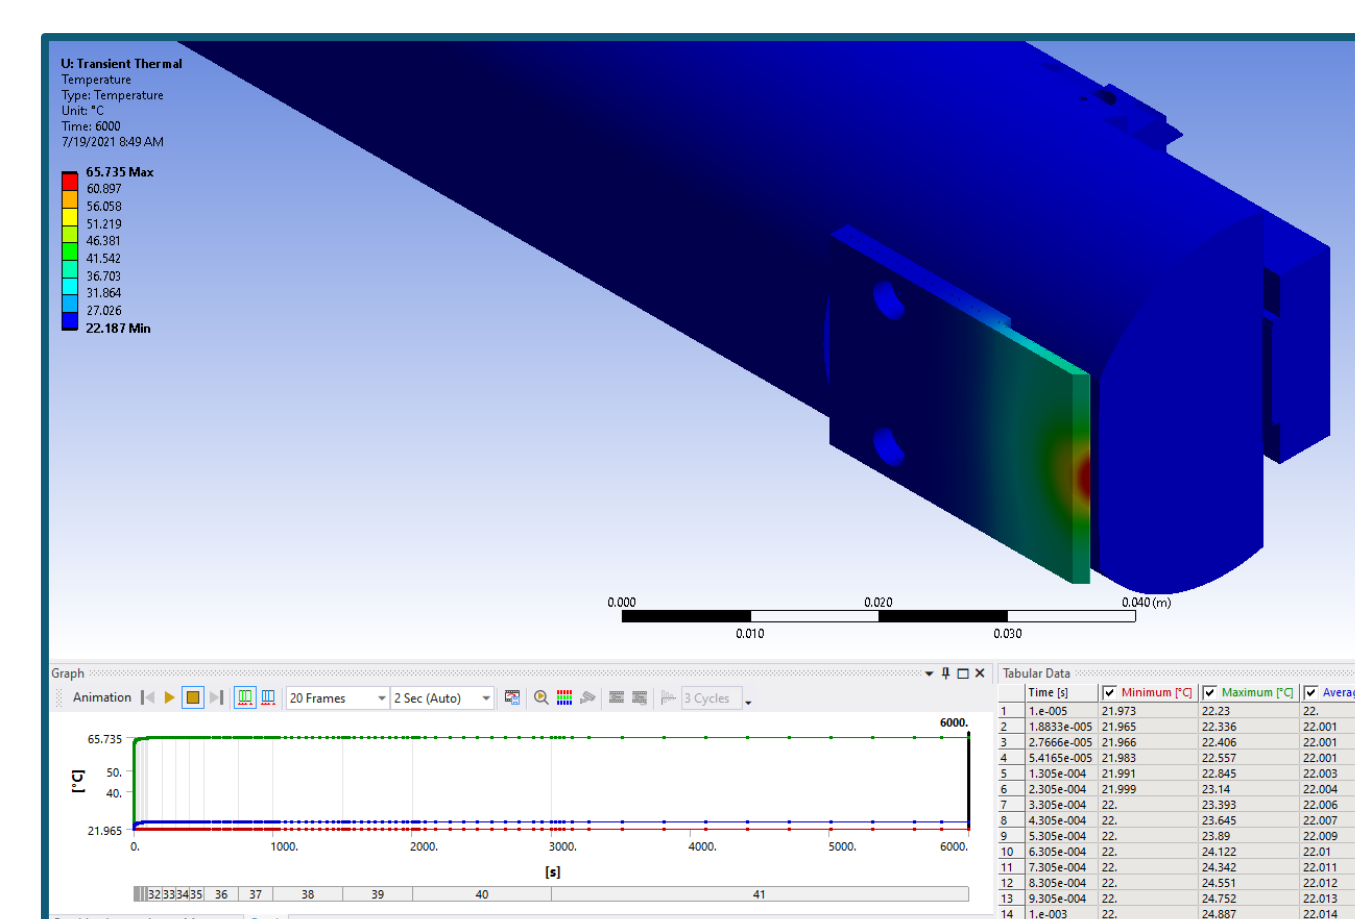 U: Transient Thermal
Temperature
Type: Temperature
Unit: °C
Time: 6000
7/19/2021 8:49 AM
65.735 Max
60.897
56.058
51.219
46.381
41.542
36.703
31.864
27.026
22.187 Min
0.000 0.020 0.040 (m)
0.010 0.030
Graph
Animation 20 Frames 2 Sec (Auto) 3 Cycles
6000.
65.735
50.
40.
21.965
[°C]
0. 1000. 2000. 3000. 4000. 5000. 6000.
[s]
32 33 34 35 36 37 38 39 40 41
Tabular Data
Time [s] Minimum [°C] Maximum [°C]
1 1.e-005 21.973 22.23 22.
2 1.8833e-005 21.965 22.336 22.001
3 2.7666e-005 21.966 22.406 22.001
4 5.4165e-005 21.983 22.557 22.001
5 1.305e-004 21.991 22.845 22.003
6 2.305e-004 21.999 23.14 22.004
7 3.305e-004 22. 23.393 22.006
8 4.305e-004 22. 23.645 22.007
9 5.305e-004 22. 23.89 22.009
10 6.305e-004 22. 24.122 22.01
11 7.305e-004 22. 24.342 22.011
12 8.305e-004 22. 24.551 22.012
13 9.305e-004 22. 24.752 22.013
14 1.e-003 22. 24.887 22.014